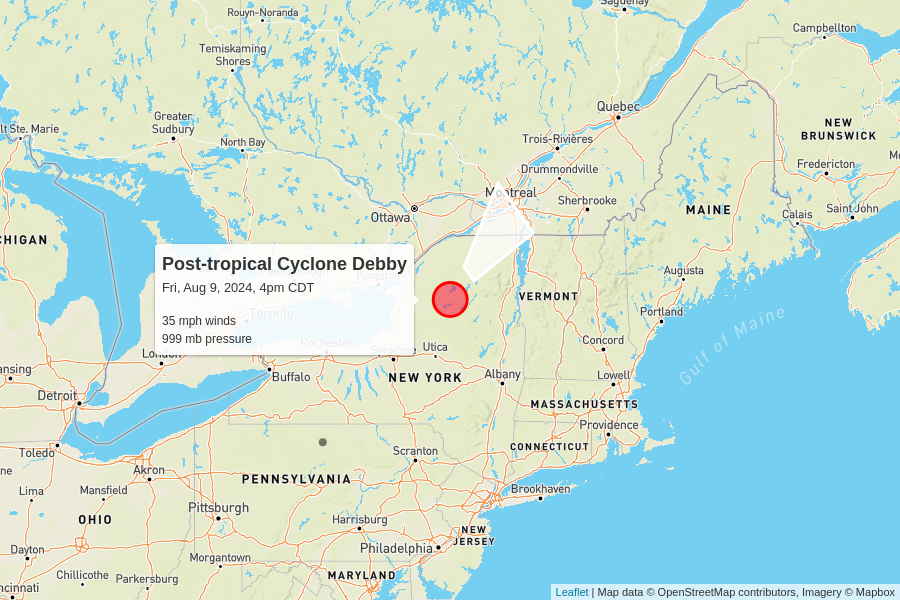 Rouyn-Noranda
Saguenay
Campbellton
Temiskaming
Shores
Quebec
Greater
Sudbury
lt Ste. Marie
North Bay
Trois-Rivières
NEW
BRUNSWICK
Drummondville
Fredericton
Montreal
Sherbrooke
Ottawa
MAINE
Saint John
Calais
CHIGAN
Post-tropical Cyclone Debby
Fri, Aug 9, 2024, 4pm CDT
35 mph winds
999 mb pressure
Toronto
Rochester
Syracuse
Augusta
VERMONT
Portland
Gulf of Maine
Concord
Utica
London
Buffalo
NEW YORK
Albany
Lowell
ansing
Detroit
MASSACHUSETTS
Providence
Toledo
Scranton
CONNECTICUT
ne
Akron
PENNSYLVANIA
Brookhaven
Lima
Mansfield
OHIO
Pittsburgh
Harrisburg
NEW
JERSEY
Dayton
Morgantown
Philadelphia
Chillicothe
Parkersburg
MARYLAND
cinnati
Leaflet | Map data © OpenStreetMap contributors, Imagery © Mapbox